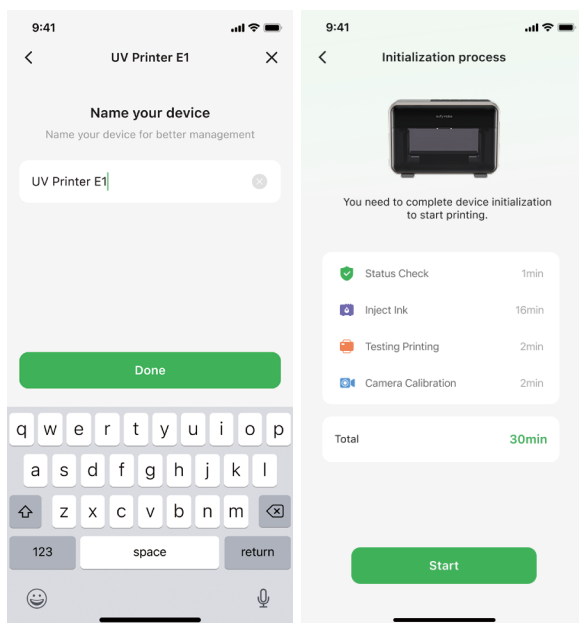 9:41
UV Printer E1
Name your device
Name your device for better management
UV Printer E1
Done
q w e r t y u i o p
a s d f g h j k l
z x c v b n m
123 space return
9:41
Initialization process
You need to complete device initialization
to start printing.
Status Check 1min
Inject Ink 16min
Testing Printing 2min
Camera Calibration 2min
Total 30min
Start